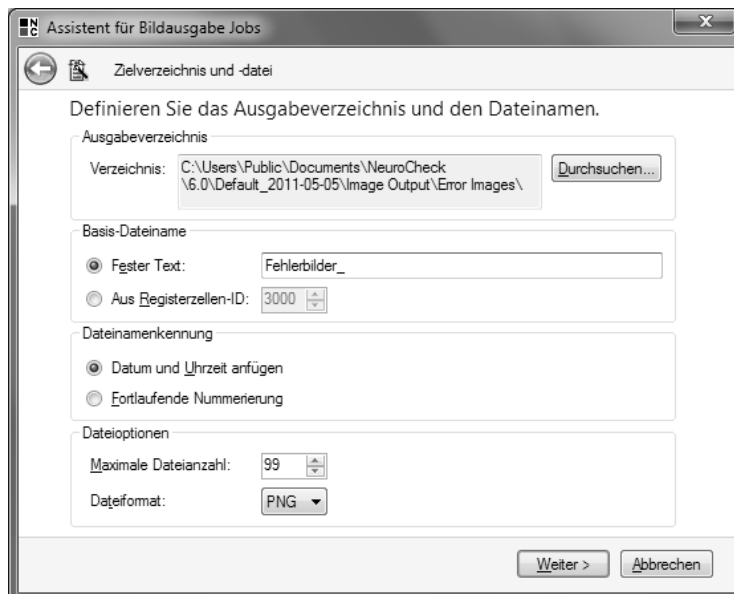 NC Assistent für Bildausgabe Jobs
Zielverzeichnis und -datei
Definieren Sie das Ausgabeverzeichnis und den Dateinamen.
Ausgabeverzeichnis
Verzeichnis: C:\Users\Public\Documents\NeuroCheck
\6.0\Default_2011-05-05\Image Output\Error Images\
Durchsuchen...
Basis-Dateiname
Fester Text: Fehlerbilder_
Aus Registerzellen-ID: 3000
Dateinamenkennung
Datum und Uhrzeit anfügen
Fortlaufende Nummerierung
Dateioptionen
Maximale Dateianzahl: 99
Dateiformat: PNG
Weiter > Abbrechen